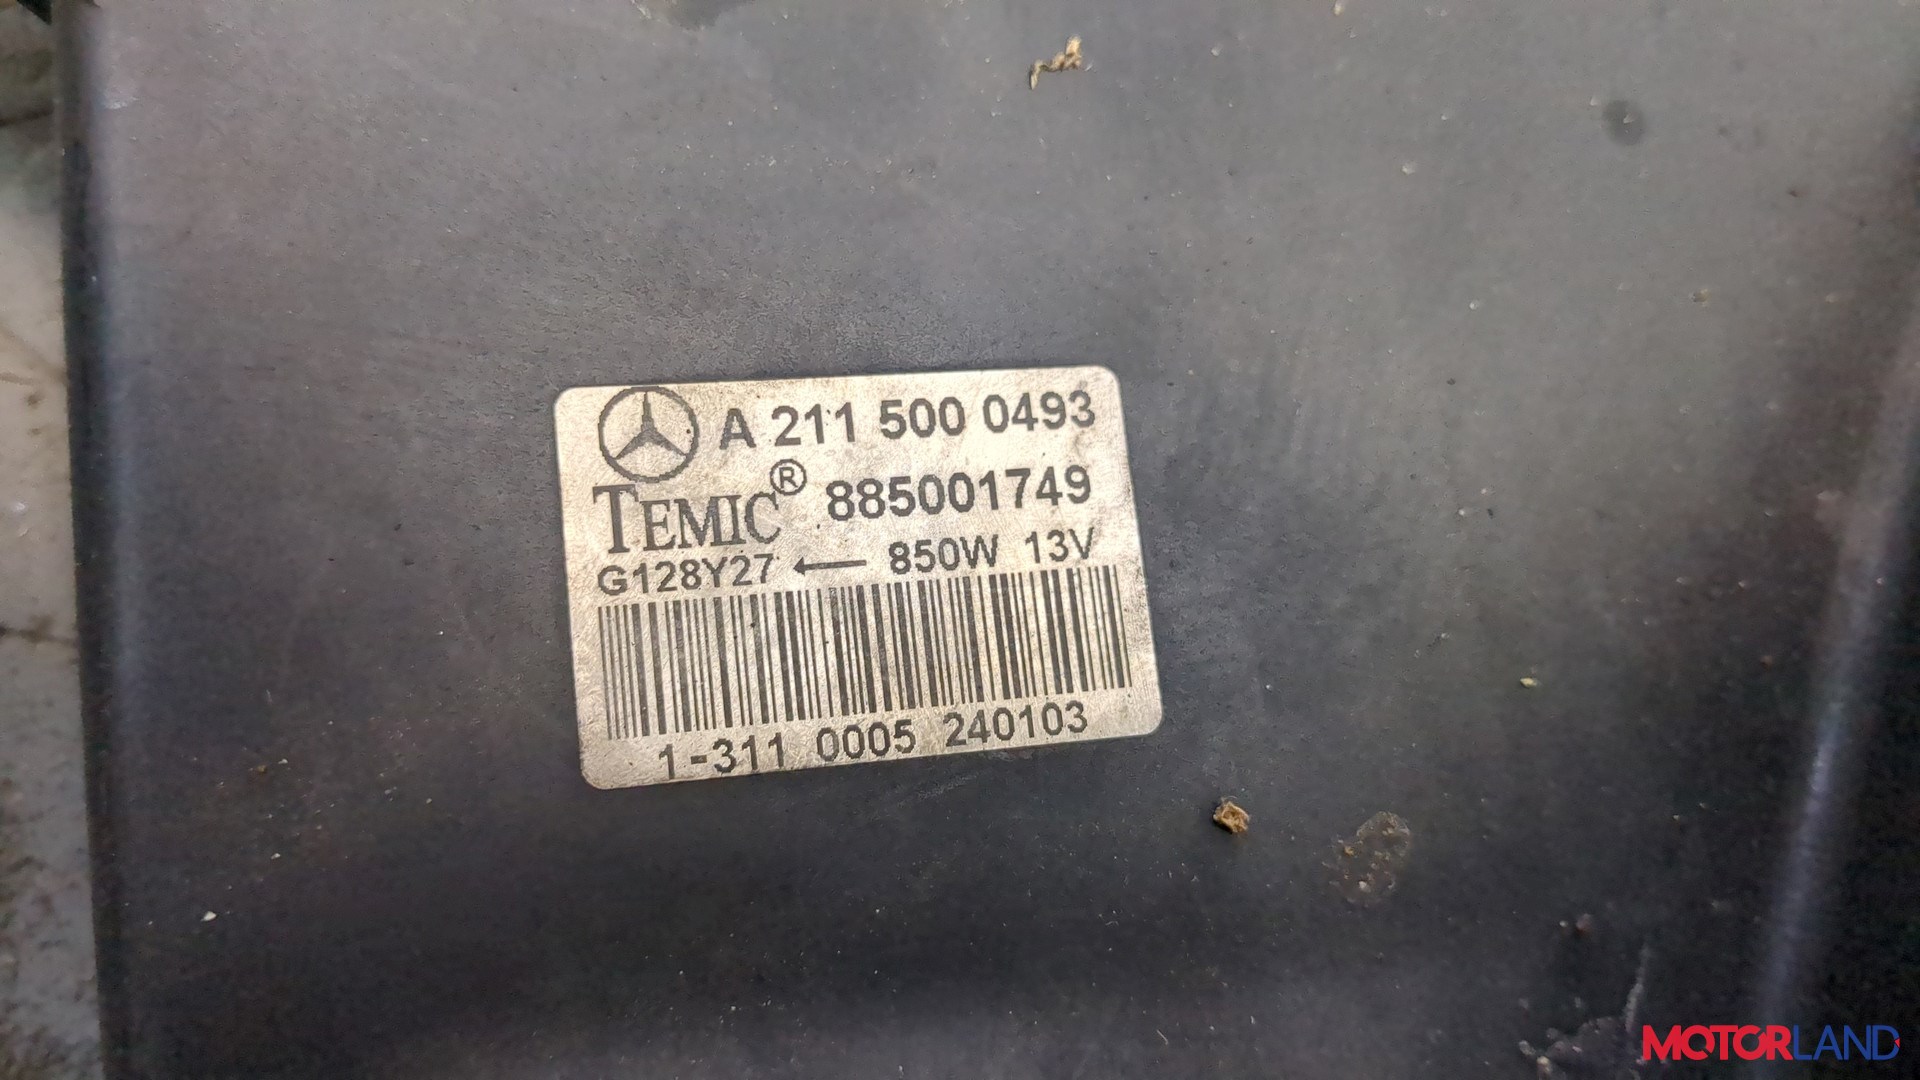 A 211 500 0493
TEMIC® 885001749
G128Y27 ← 850W 13V
1-311 0005 240103
MOTORLAND